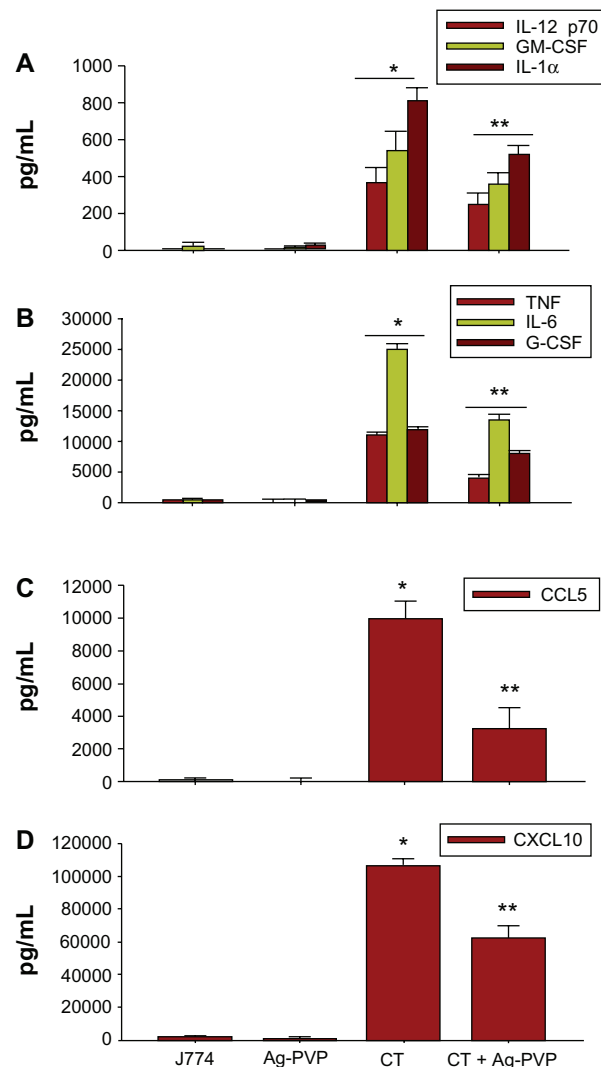 IL-12 p70
GM-CSF
IL-1α
A
pg/mL
1000
800
600
400
200
0
*
**
TNF
IL-6
G-CSF
B
pg/mL
30000
25000
20000
15000
10000
5000
0
*
**
CCL5
C
pg/mL
12000
10000
8000
6000
4000
2000
0
*
**
CXCL10
D
pg/mL
120000
100000
80000
60000
40000
20000
0
*
**
J774 Ag-PVP CT CT + Ag-PVP